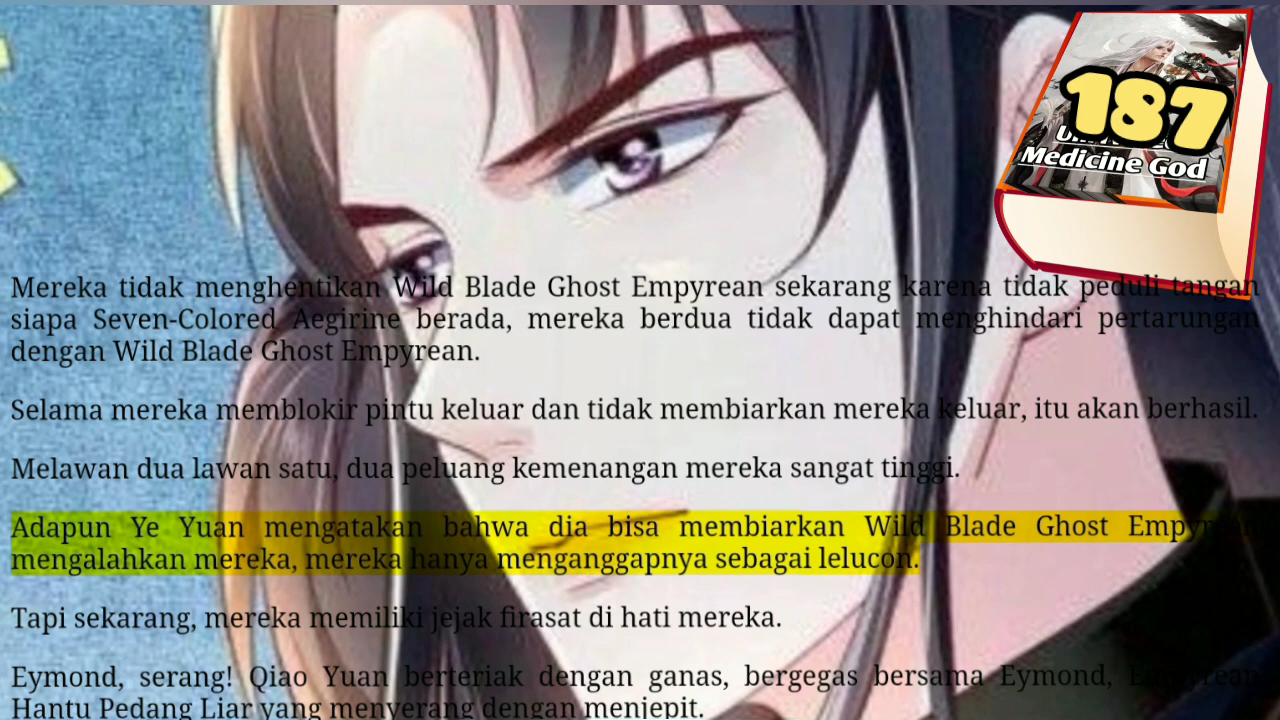 187
Medicine God
Mereka tidak menghentikan Wild Blade Ghost Empyrean sekarang karena tidak peduli tangan
siapa Seven-Colored Aegirine berada, mereka berdua tidak dapat menghindari pertarungan
dengan Wild Blade Ghost Empyrean.
Selama mereka memblokir pintu keluar dan tidak membiarkan mereka keluar, itu akan berhasil.
Melawan dua lawan satu, dua peluang kemenangan mereka sangat tinggi.
Adapun Ye Yuan mengatakan bahwa dia bisa membiarkan Wild Blade Ghost Empyrean
mengalahkan mereka, mereka hanya menganggapnya sebagai lelucon.
Tapi sekarang, mereka memiliki jejak firasat di hati mereka.
Eymond, serang! Qiao Yuan berteriak dengan ganas, bergegas bersama Eymond, Empyrean
Hantu Pedang Liar yang menyerang dengan menjepit.